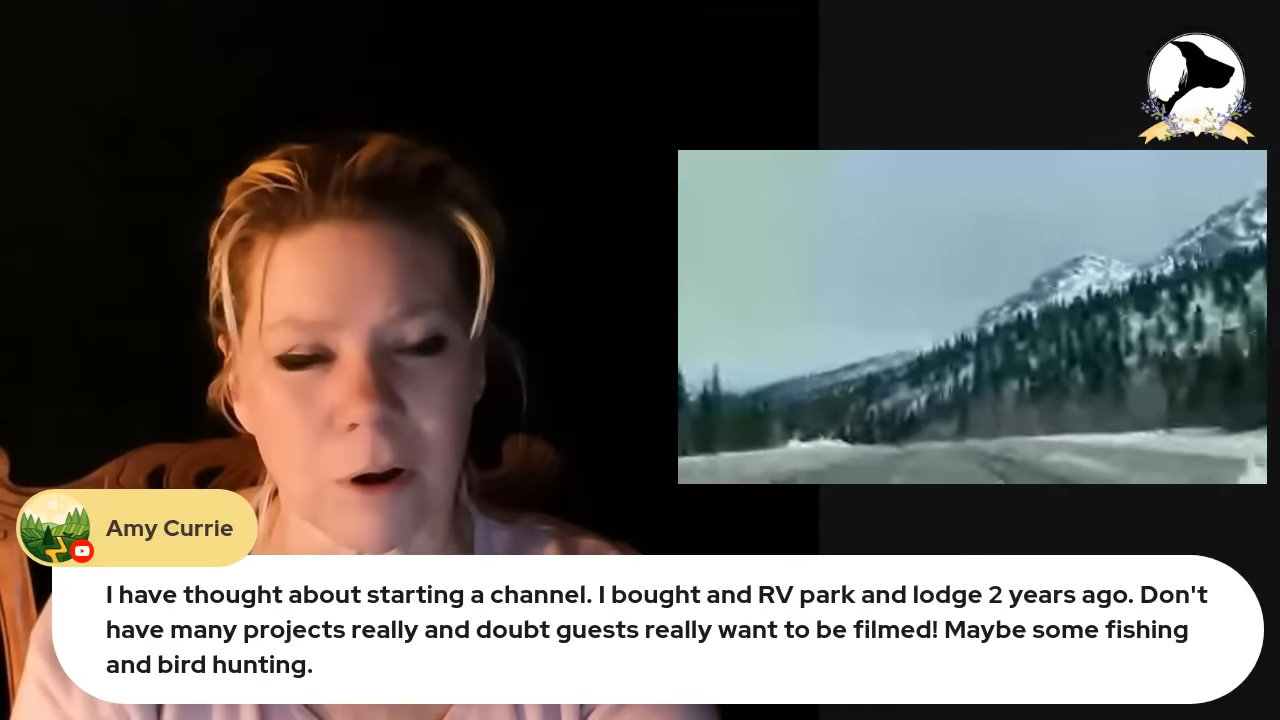 Amy Currie
I have thought about starting a channel. I bought and RV park and lodge 2 years ago. Don't
have many projects really and doubt guests really want to be filmed! Maybe some fishing
and bird hunting.